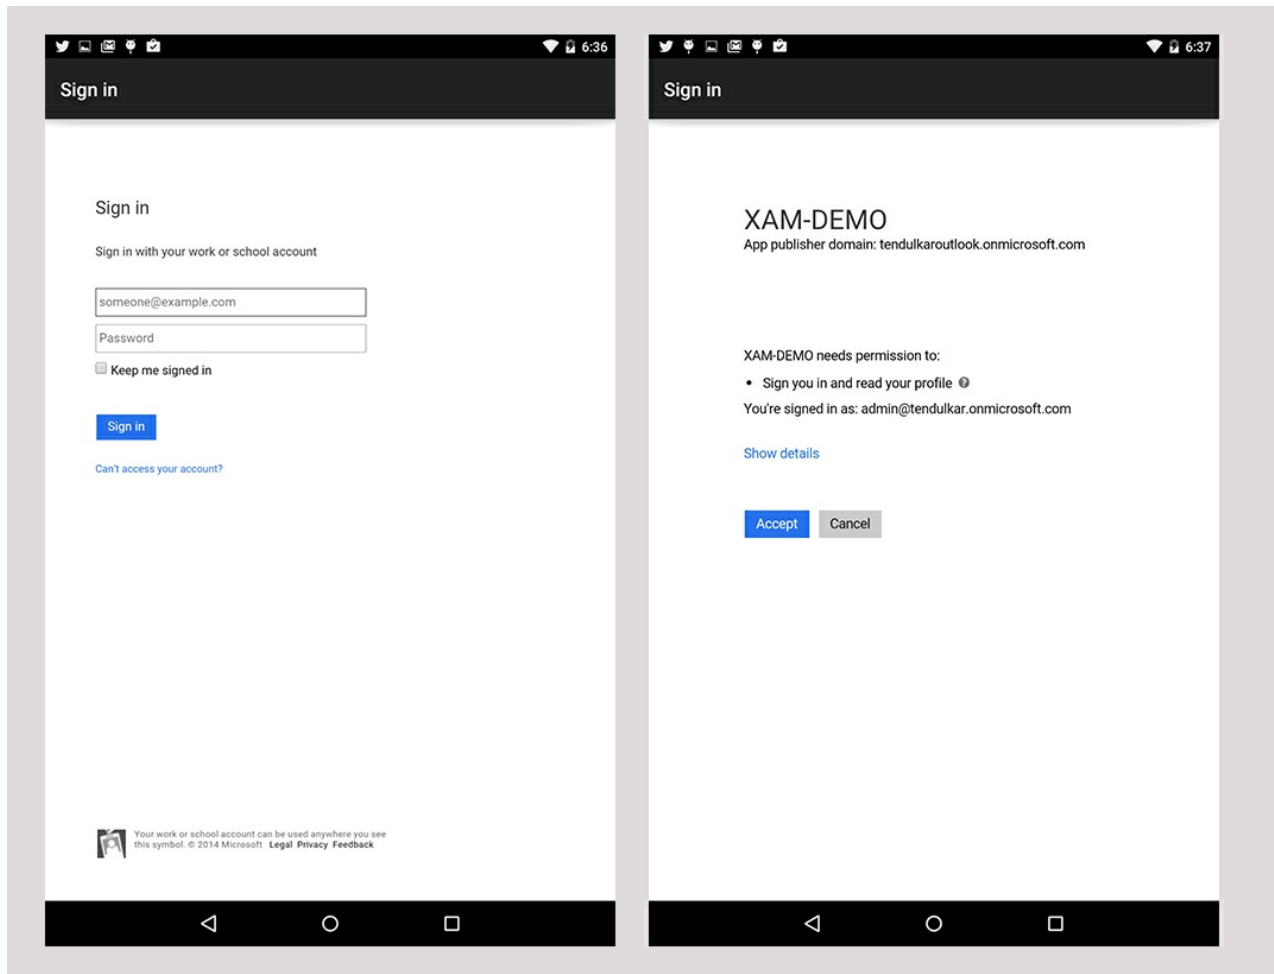 6:36
Sign in
Sign in
Sign in with your work or school account
someone@example.com
Password
Keep me signed in
Sign in
Can't access your account?
Your work or school account can be used anywhere you see
this symbol. © 2014 Microsoft Legal Privacy Feedback
6:37
Sign in
XAM-DEMO
App publisher domain: tendulkaroutlook.onmicrosoft.com
XAM-DEMO needs permission to:
• Sign you in and read your profile ?
You're signed in as: admin@tendulkar.onmicrosoft.com
Show details
Accept Cancel